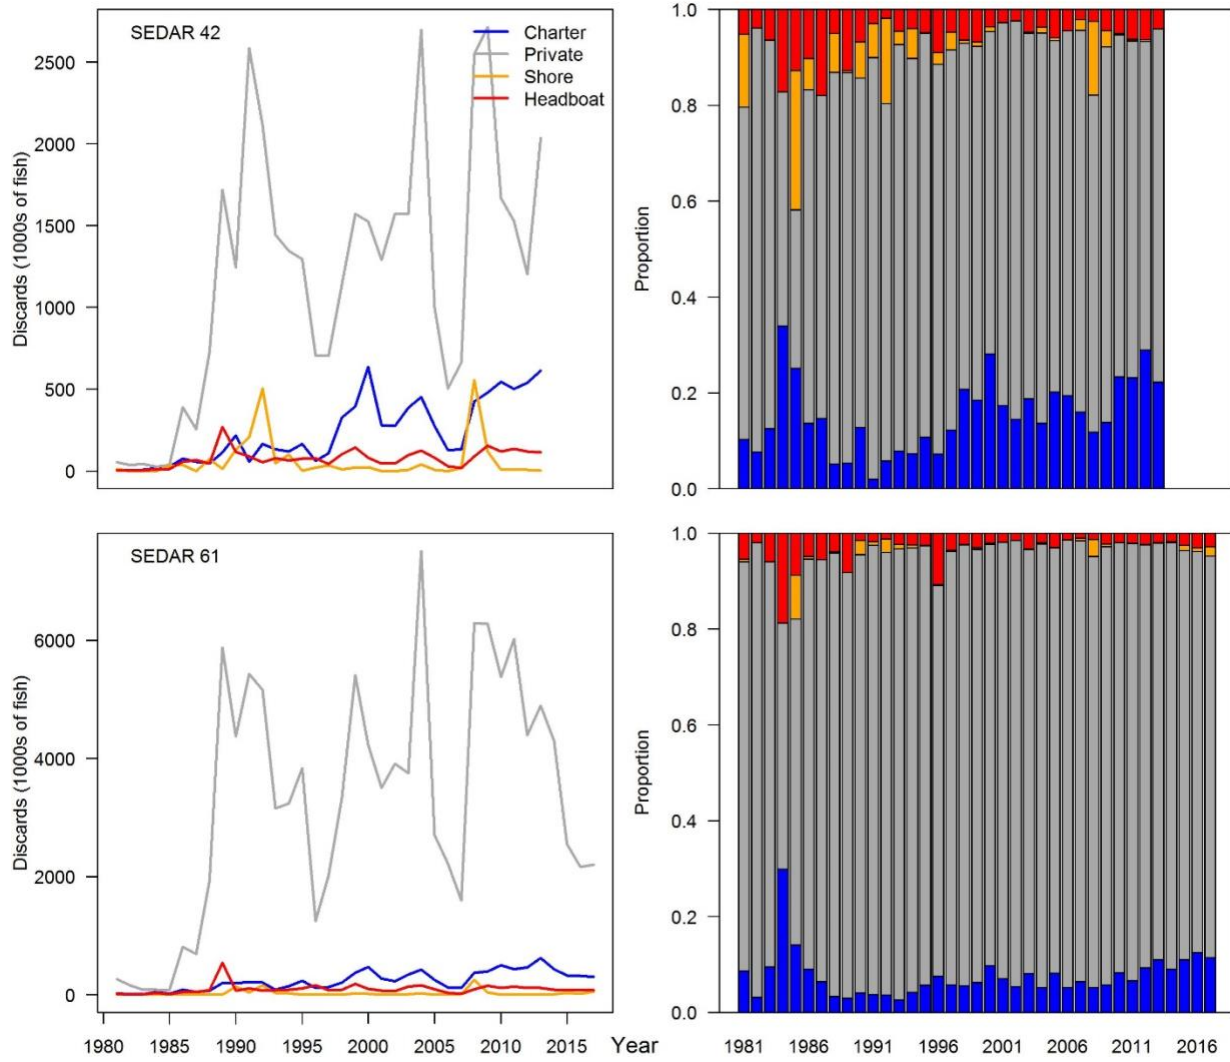 SEDAR 42
Charter
Private
Shore
Headboat
Discards (1000s of fish)
2500
2000
1500
1000
500
0
Proportion
1.0
0.8
0.6
0.4
0.2
0.0
SEDAR 61
Discards (1000s of fish)
6000
4000
2000
0
1980 1985 1990 1995 2000 2005 2010 2015 Year
Proportion
1.0
0.8
0.6
0.4
0.2
0.0
1981 1986 1991 1996 2001 2006 2011 2016